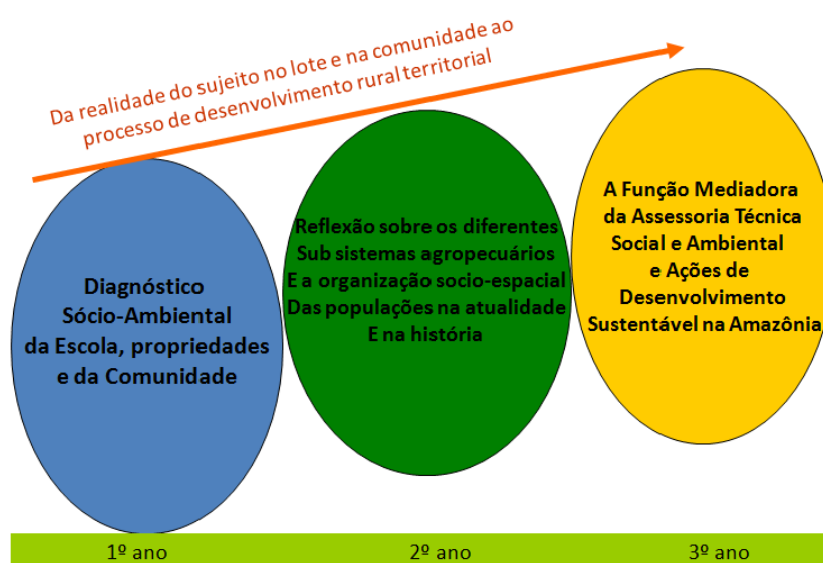 Da realidade do sujeito no lote e na comunidade ao
processo de desenvolvimento rural territorial
Diagnóstico
Sócio-Ambiental
da Escola, propriedades
e da Comunidade
Reflexão sobre os diferentes
Sub sistemas agropecuários
E a organização socio-espacial
Das populações na atualidade
E na história
A Função Mediadora
da Assessoria Técnica
Social e Ambiental
e Ações de
Desenvolvimento
Sustentável na Amazônia
1º ano
2º ano
3º ano